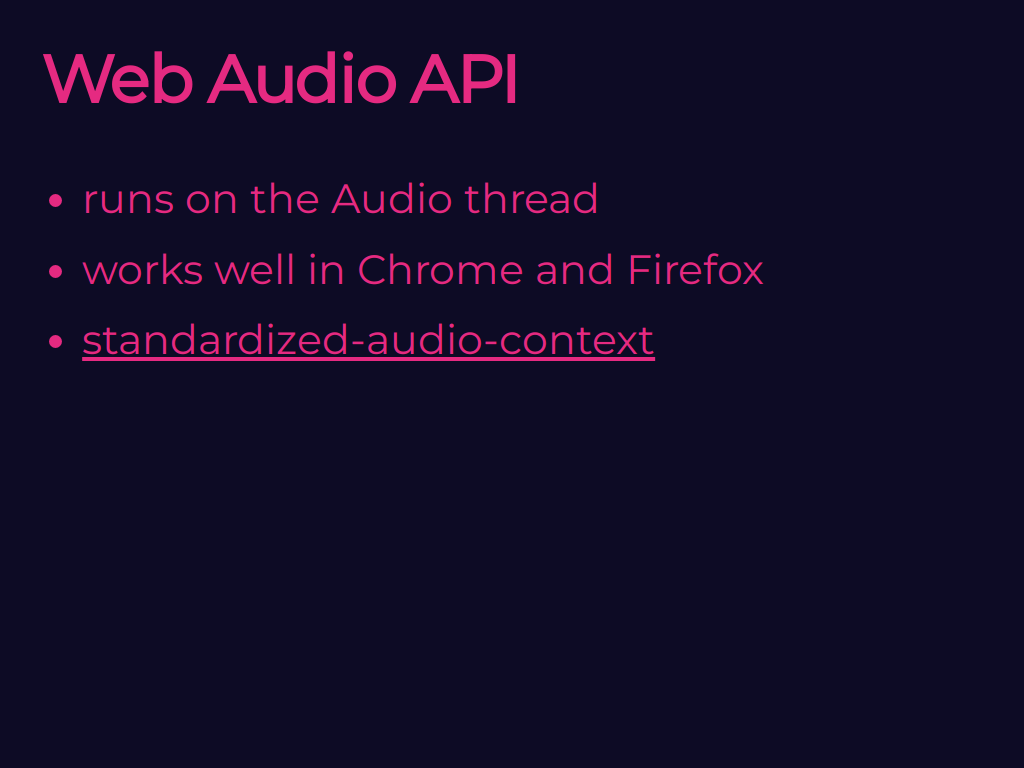 Web Audio API
• runs on the Audio thread
• works well in Chrome and Firefox
• standardized-audio-context